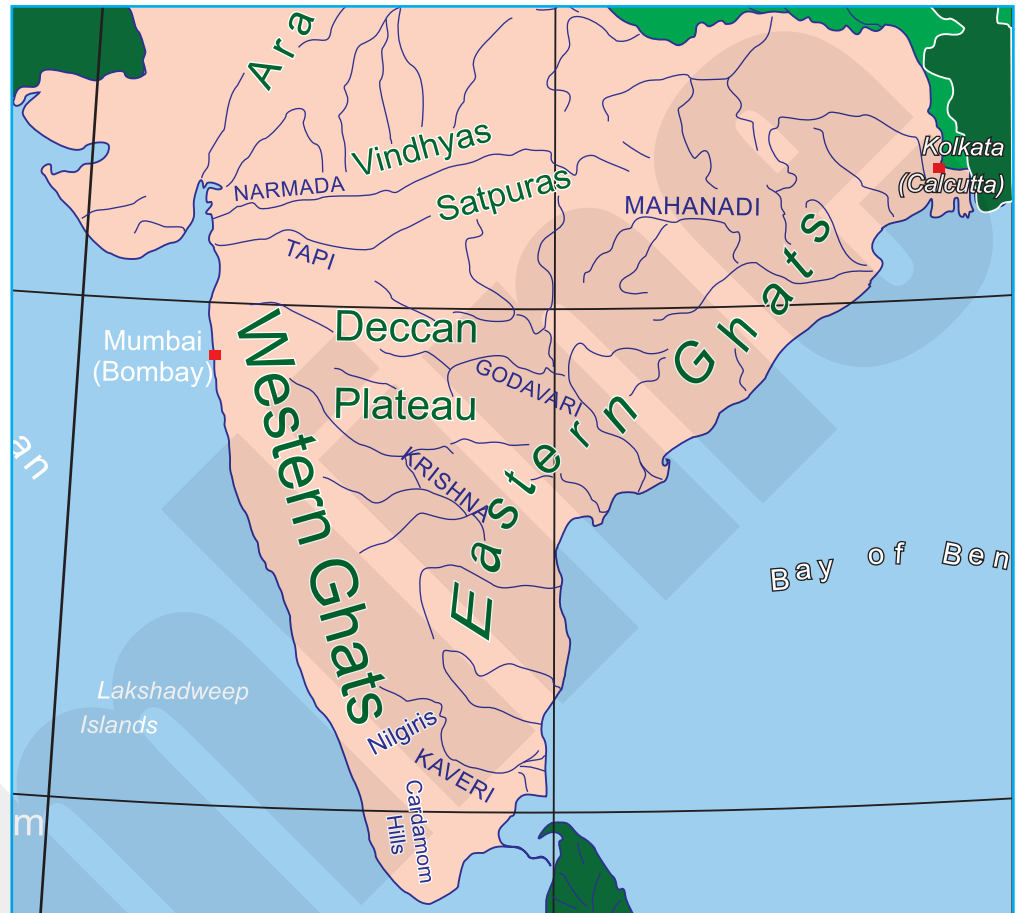 Ara
Vindhyas
Kolkata
(Calcutta)
NARMADA
Satpuras
MAHANADI
TAPI
Deccan
Plateau
Mumbai
(Bombay)
Western Ghats
Eastern Ghats
GODAVARI
KRISHNA
an
Bay of Ben
Lakshadweep
Islands
Nilgiris
KAVERI
Cardamom
Hills
m